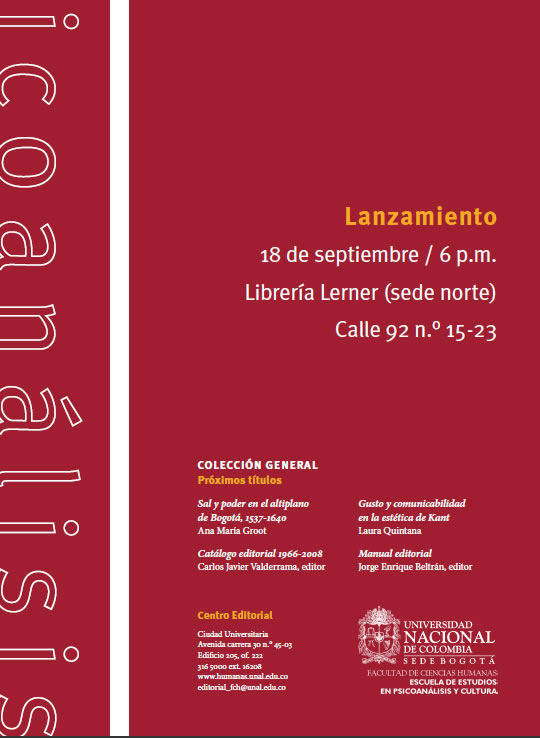 icoanálisis
Lanzamiento
18 de septiembre / 6 p.m.
Librería Lerner (sede norte)
Calle 92 n.º 15-23
COLECCIÓN GENERAL
Próximos títulos
Sal y poder en el altiplano
de Bogotá, 1537-1640
Ana María Groot
Catálogo editorial 1966-2008
Carlos Javier Valderrama, editor
Gusto y comunicabilidad
en la estética de Kant
Laura Quintana
Manual editorial
Jorge Enrique Beltrán, editor
Centro Editorial
Ciudad Universitaria
Avenida carrera 30 n.º 45-03
Edificio 205, of. 222
316 5000 ext. 16208
www.humanas.unal.edu.co
editorial_fch@unal.edu.co
UNIVERSIDAD
NACIONAL
DE COLOMBIA
SEDE BOGOTÁ
FACULTAD DE CIENCIAS HUMANAS
ESCUELA DE ESTUDIOS
EN PSICOANÁLISIS Y CULTURA